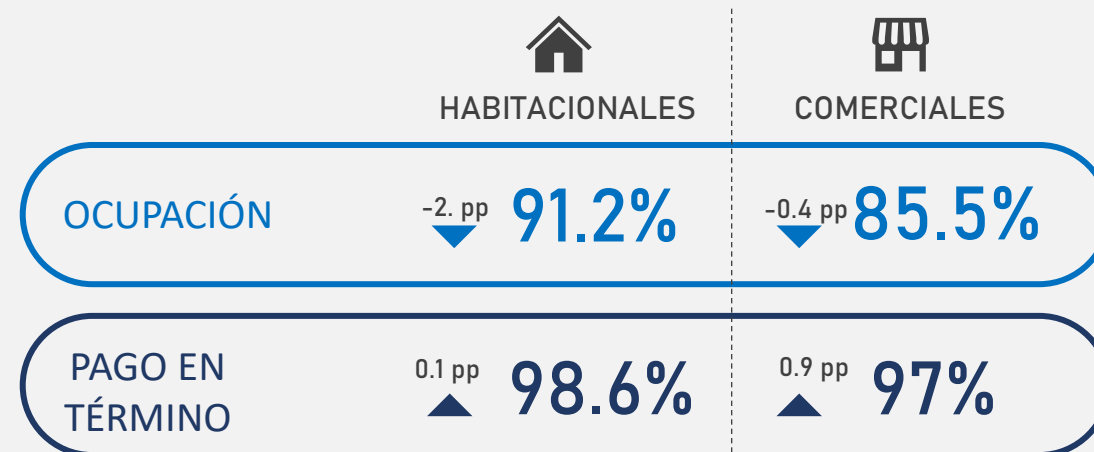 HABITACIONALES COMERCIALES
OCUPACIÓN -2. pp 91.2% -0.4 pp 85.5%
PAGO EN
TÉRMINO 0.1 pp 98.6% 0.9 pp 97%